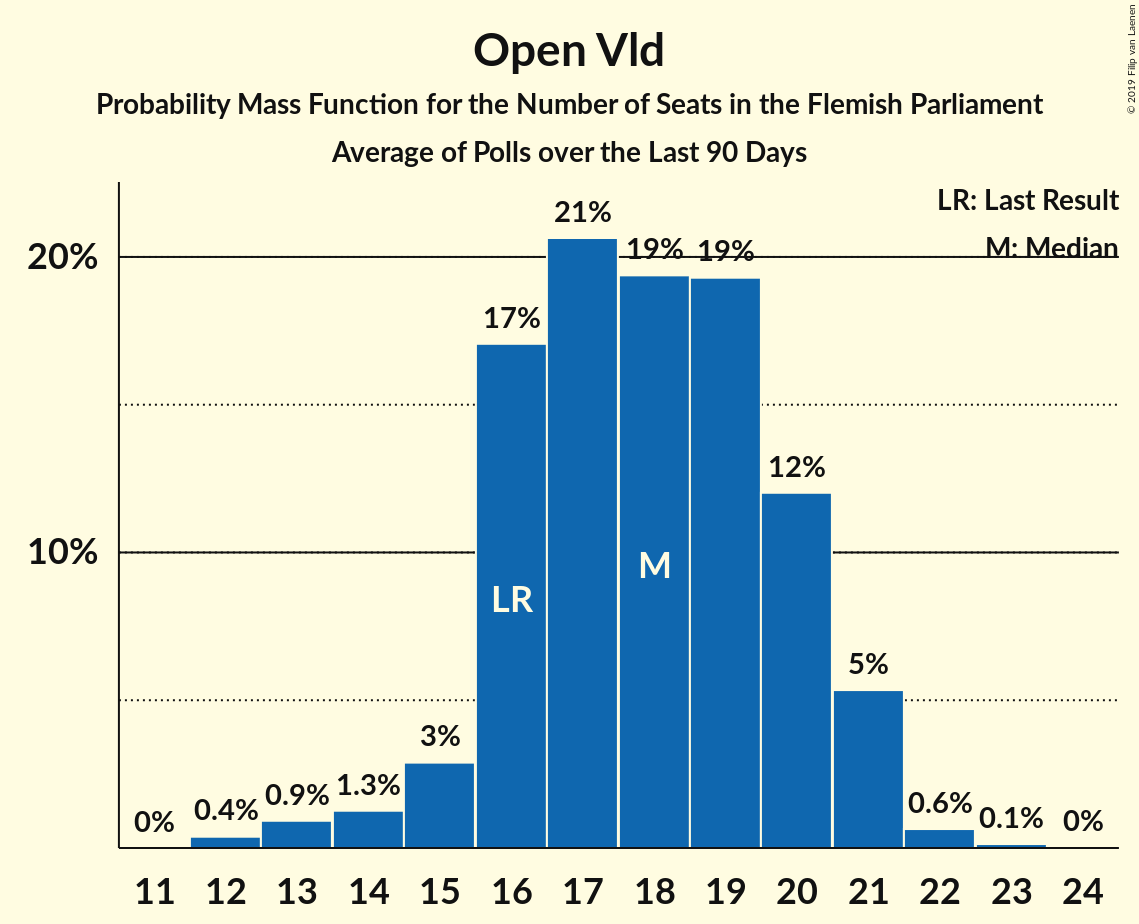 Open Vld
Probability Mass Function for the Number of Seats in the Flemish Parliament
Average of Polls over the Last 90 Days
© 2019 Filip van Laenen
LR: Last Result
M: Median
20%
10%
0%
0.4%
0.9%
1.3%
3%
17%
21%
19%
19%
12%
5%
0.6%
0.1%
0%
LR
M
11 12 13 14 15 16 17 18 19 20 21 22 23 24